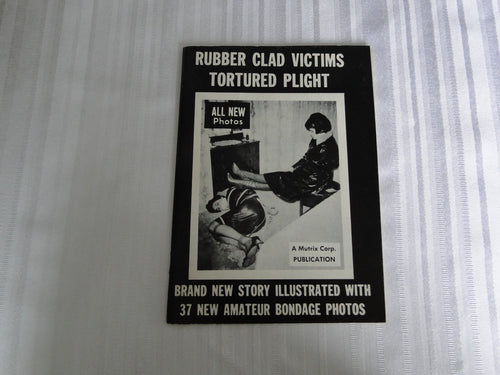 RUBBER CLAD VICTIMS
TORTURED PLIGHT
ALL NEW
Photos
A Mutrix Corp.
PUBLICATION
BRAND NEW STORY ILLUSTRATED WITH
37 NEW AMATEUR BONDAGE PHOTOS